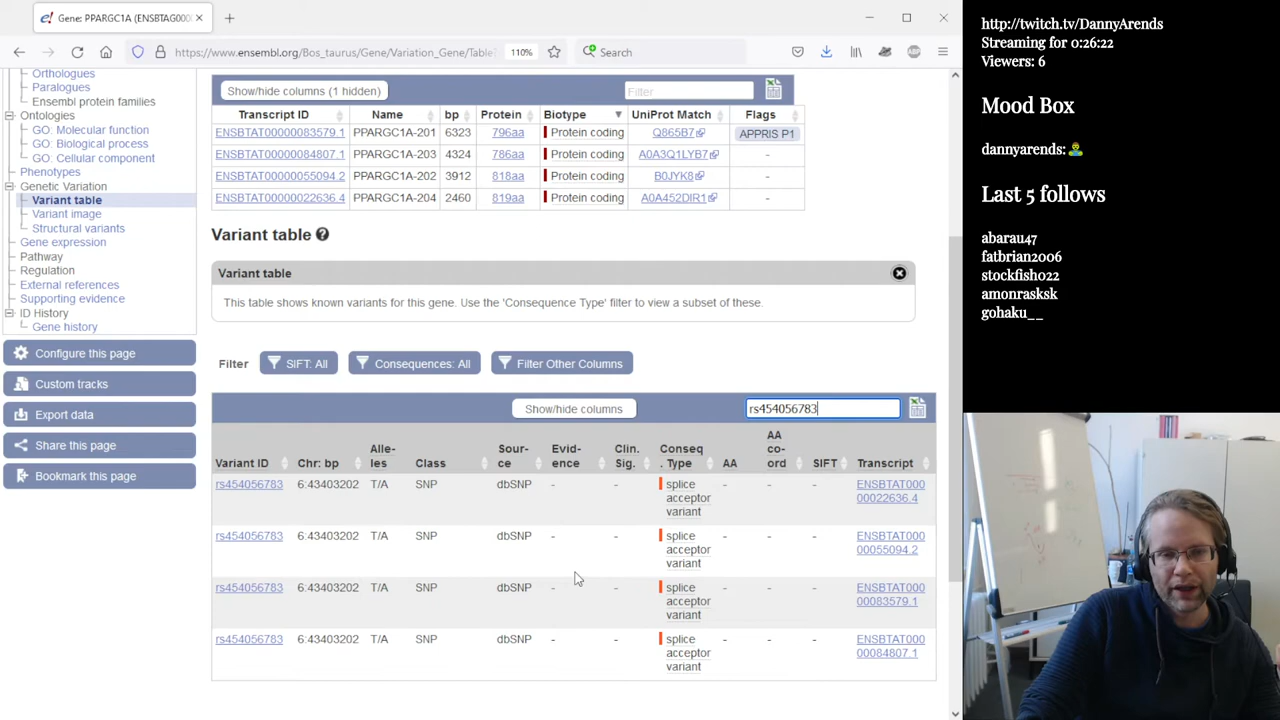 Gene: PPARGC1A (ENSBTAG000
https://www.ensembl.org/Bos_taurus/Gene/Variation_Gene/Table?
110%
Search
ABP
Orthologues
Paralogues
Ensembl protein families
Ontologies
GO: Molecular function
GO: Biological process
GO: Cellular component
Phenotypes
Genetic Variation
Variant table
Variant image
Structural variants
Gene expression
Pathway
Regulation
External references
Supporting evidence
ID History
Gene history
Configure this page
Custom tracks
Export data
Share this page
Bookmark this page
Show/hide columns (1 hidden) Filter
Transcript ID Name bp Protein Biotype UniProt Match Flags
ENSBTAT00000083579.1 PPARGC1A-201 6323 796aa Protein coding Q865B7 APPRIS P1
ENSBTAT00000084807.1 PPARGC1A-203 4324 786aa Protein coding A0A3Q1LYB7 -
ENSBTAT00000055094.2 PPARGC1A-202 3912 818aa Protein coding B0JYK8 -
ENSBTAT00000022636.4 PPARGC1A-204 2460 819aa Protein coding A0A452DIR1 -
Variant table
Variant table
This table shows known variants for this gene. Use the 'Consequence Type' filter to view a subset of these.
Filter SIFT: All Consequences: All Filter Other Columns
Show/hide columns rs454056783
Variant ID Chr: bp Alle-
les Class Sour-
ce Evid-
ence Clin.
Sig. Conseq
. Type AA AA
co-
ord SIFT Transcript
rs454056783 6:43403202 T/A SNP dbSNP - - splice - - - ENSBTAT000
acceptor 00022636.4
variant
rs454056783 6:43403202 T/A SNP dbSNP - - splice - - - ENSBTAT000
acceptor 00055094.2
variant
rs454056783 6:43403202 T/A SNP dbSNP - - splice - - - ENSBTAT000
acceptor 00083579.1
variant
rs454056783 6:43403202 T/A SNP dbSNP - - splice - - - ENSBTAT000
acceptor 00084807.1
variant
http://twitch.tv/DannyArends
Streaming for 0:26:22
Viewers: 6
Mood Box
dannyarends:
Last 5 follows
abarau47
fatbrian2006
stockfish022
amonrasksk
gohaku__